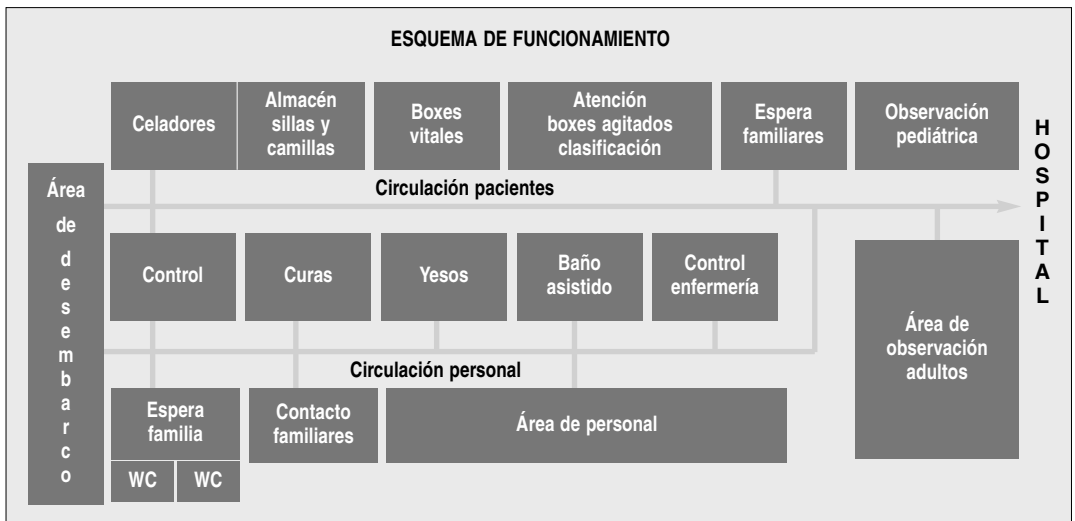 ESQUEMA DE FUNCIONAMIENTO
Celadores
Almacén
sillas y
camillas
Boxes
vitales
Atención
boxes agitados
clasificación
Espera
familiares
Observación
pediátrica
HOSPITAL
Área
de
desembarco
Circulación pacientes
Control
Curas
Yesos
Baño
asistido
Control
enfermería
Área de
observación
adultos
Circulación personal
Espera
familia
WC
WC
Contacto
familiares
Área de personal